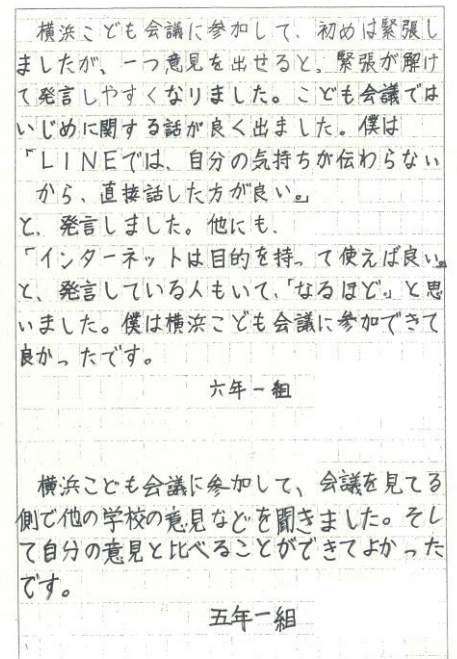 横浜こども会議に参加して、初めは緊張し
ましたが、一つ意見を出せると、緊張が解け
て発言しやすくなりました。こども会議では
いじめに関する話が良く出ました。僕は
「LINEでは、自分の気持ちが伝わらない
から、直接話した方が良い。」
と、発言しました。他にも、
「インターネットは目的を持って使えば良い。」
と、発言している人もいて、「なるほど。」と思
いました。僕は横浜こども会議に参加できて
良かったです。
六年一組
横浜こども会議に参加して、会議を見てる
側で他の学校の意見などを聞きました。そし
て自分の意見と比べることができてよかった
です。
五年一組